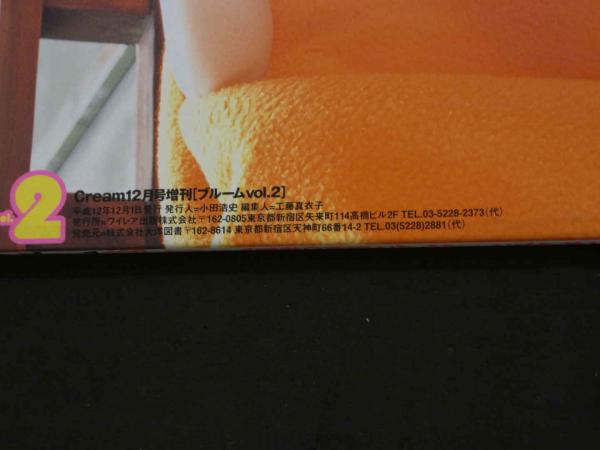 vol.2
Cream12月号増刊[ブルームvol.2]
平成12年12月1日発行 発行人=小田浩史 編集人=工藤真衣子
発行所=ワイレア出版株式会社〒162-0805東京都新宿区矢来町114高橋ビル2F TEL.03-5228-2373(代)
発売元=株式会社大洋図書〒162-8614 東京都新宿区天神町66番14-2 TEL.03(5228)2881(代)